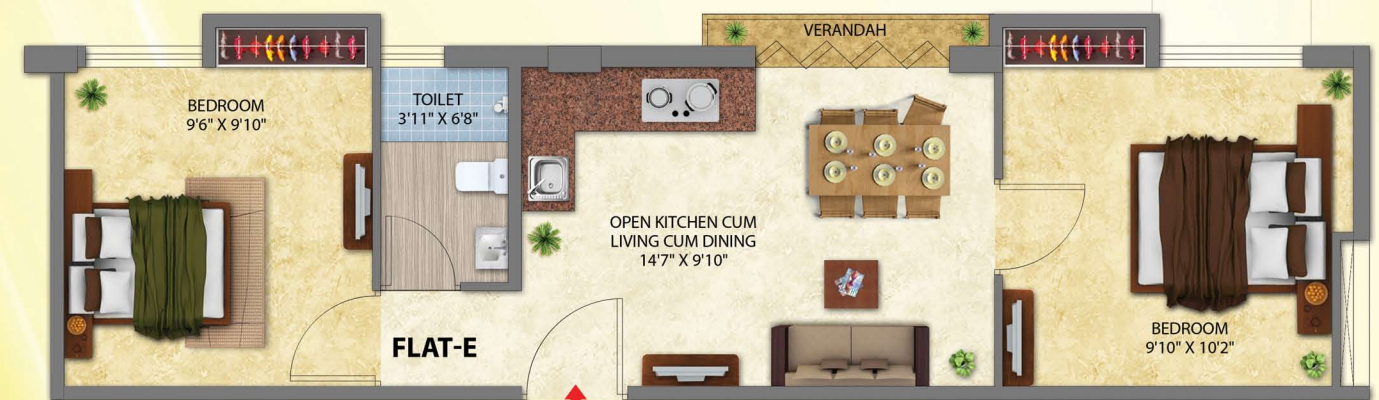 VERANDAH
BEDROOM
9'6" X 9'10"
TOILET
3'11" X 6'8"
OPEN KITCHEN CUM
LIVING CUM DINING
14'7" X 9'10"
BEDROOM
9'10" X 10'2"
FLAT-E